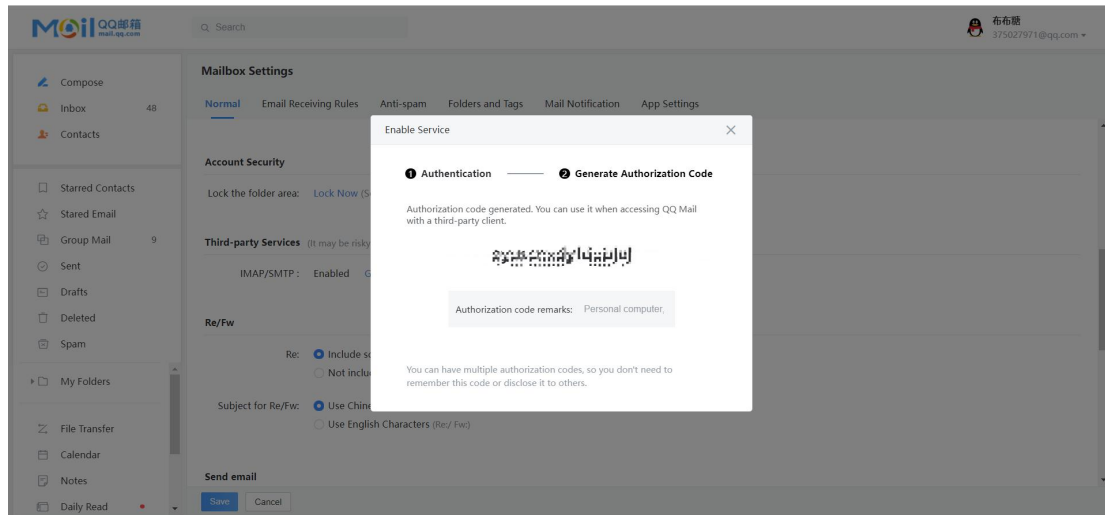 Mail QQ邮箱
mail.qq.com
Search
布布糖
375027971@qq.com
Compose
Inbox 48
Contacts
Starred Contacts
Stared Email
Group Mail 9
Sent
Drafts
Deleted
Spam
My Folders
File Transfer
Calendar
Notes
Daily Read
Mailbox Settings
Normal Email Receiving Rules Anti-spam Folders and Tags Mail Notification App Settings
Account Security
Lock the folder area: Lock Now
Third-party Services (It may be risky
IMAP/SMTP : Enabled
Re/Fw
Re: Include
Not
Subject for Re/Fw: Use
Use English Characters (Re:/ Fw:)
Send email
Save Cancel
Enable Service
1 Authentication 2 Generate Authorization Code
Authorization code generated. You can use it when accessing QQ Mail
with a third-party client.
Authorization code remarks: Personal computer,
You can have multiple authorization codes, so you don't need to
remember this code or disclose it to others.